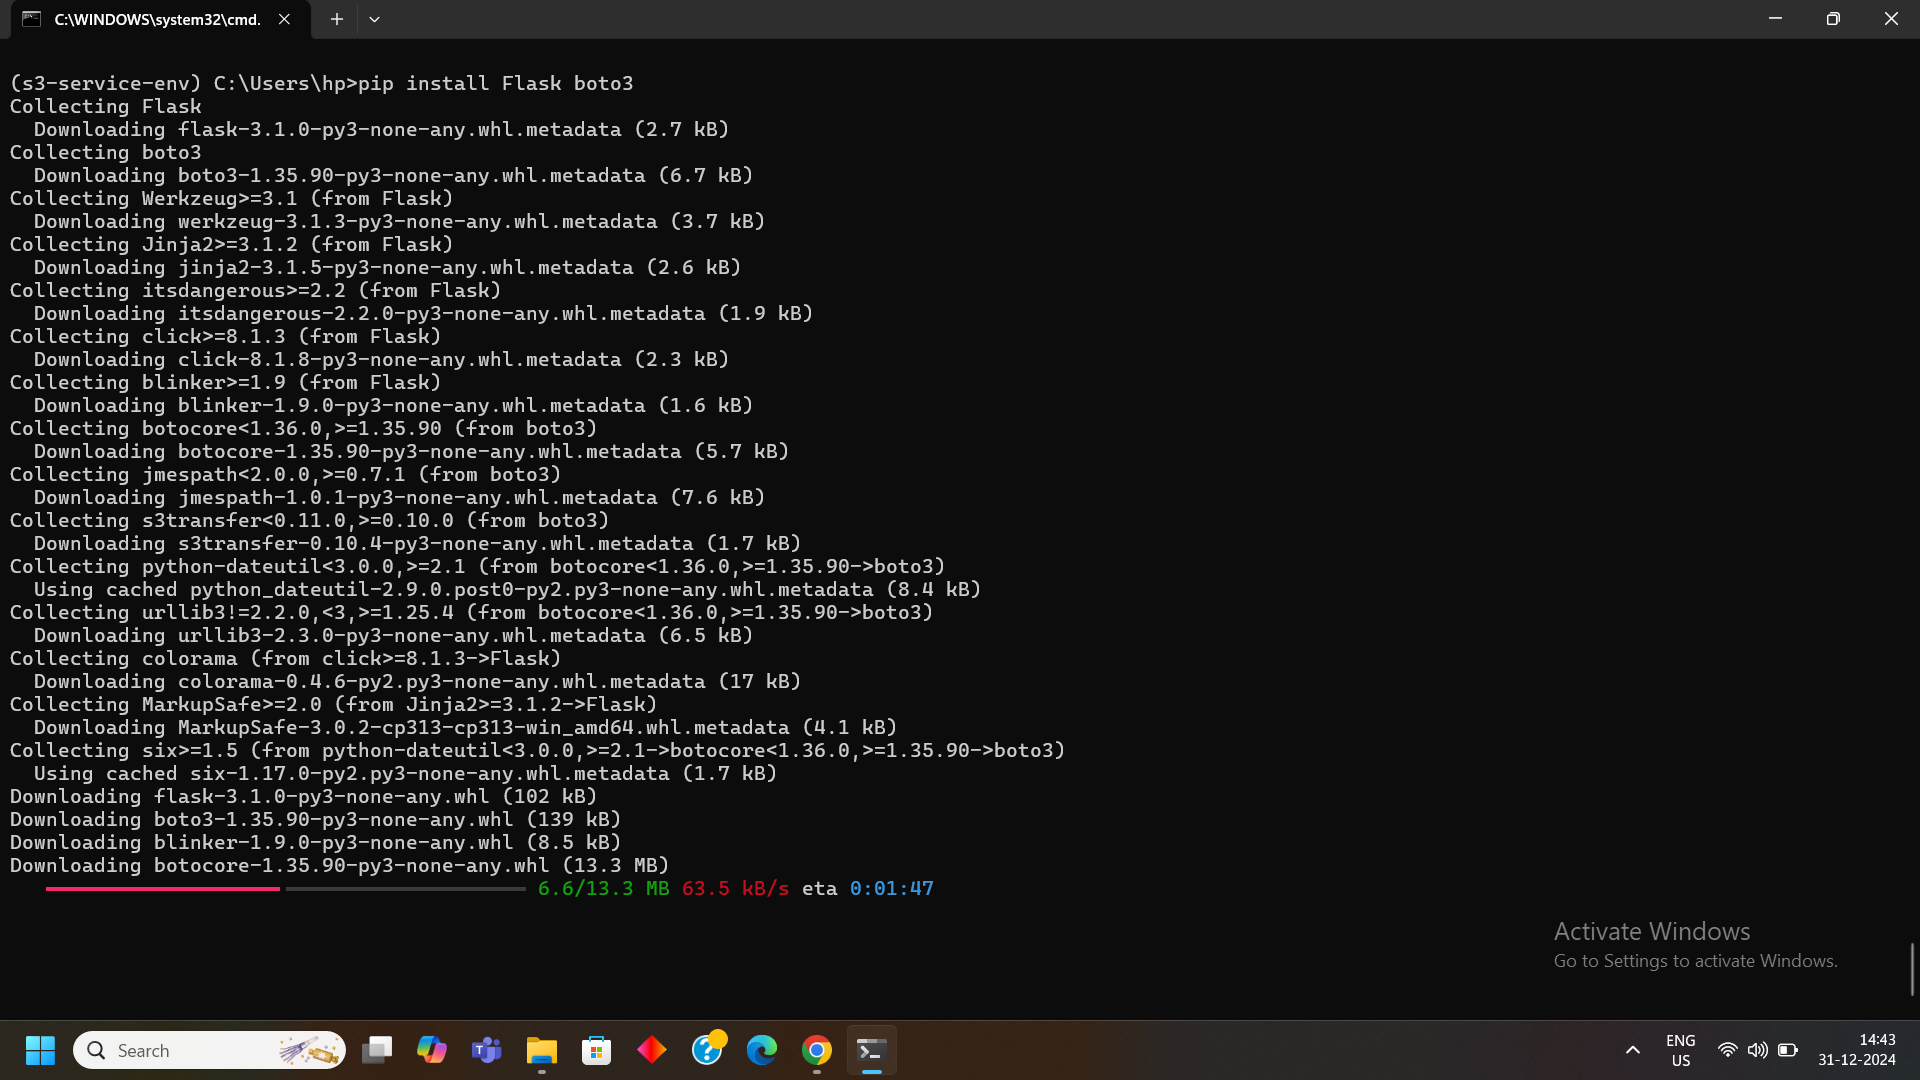 C:\WINDOWS\system32\cmd.
(s3-service-env) C:\Users\hp>pip install Flask boto3
Collecting Flask
  Downloading flask-3.1.0-py3-none-any.whl.metadata (2.7 kB)
Collecting boto3
  Downloading boto3-1.35.90-py3-none-any.whl.metadata (6.7 kB)
Collecting Werkzeug>=3.1 (from Flask)
  Downloading werkzeug-3.1.3-py3-none-any.whl.metadata (3.7 kB)
Collecting Jinja2>=3.1.2 (from Flask)
  Downloading jinja2-3.1.5-py3-none-any.whl.metadata (2.6 kB)
Collecting itsdangerous>=2.2 (from Flask)
  Downloading itsdangerous-2.2.0-py3-none-any.whl.metadata (1.9 kB)
Collecting click>=8.1.3 (from Flask)
  Downloading click-8.1.8-py3-none-any.whl.metadata (2.3 kB)
Collecting blinker>=1.9 (from Flask)
  Downloading blinker-1.9.0-py3-none-any.whl.metadata (1.6 kB)
Collecting botocore<1.36.0,>=1.35.90 (from boto3)
  Downloading botocore-1.35.90-py3-none-any.whl.metadata (5.7 kB)
Collecting jmespath<2.0.0,>=0.7.1 (from boto3)
  Downloading jmespath-1.0.1-py3-none-any.whl.metadata (7.6 kB)
Collecting s3transfer<0.11.0,>=0.10.0 (from boto3)
  Downloading s3transfer-0.10.4-py3-none-any.whl.metadata (1.7 kB)
Collecting python-dateutil<3.0.0,>=2.1 (from botocore<1.36.0,>=1.35.90->boto3)
  Using cached python_dateutil-2.9.0.post0-py2.py3-none-any.whl.metadata (8.4 kB)
Collecting urllib3!=2.2.0,<3,>=1.25.4 (from botocore<1.36.0,>=1.35.90->boto3)
  Downloading urllib3-2.3.0-py3-none-any.whl.metadata (6.5 kB)
Collecting colorama (from click>=8.1.3->Flask)
  Downloading colorama-0.4.6-py2.py3-none-any.whl.metadata (17 kB)
Collecting MarkupSafe>=2.0 (from Jinja2>=3.1.2->Flask)
  Downloading MarkupSafe-3.0.2-cp313-cp313-win_amd64.whl.metadata (4.1 kB)
Collecting six>=1.5 (from python-dateutil<3.0.0,>=2.1->botocore<1.36.0,>=1.35.90->boto3)
  Using cached six-1.17.0-py2.py3-none-any.whl.metadata (1.7 kB)
Downloading flask-3.1.0-py3-none-any.whl (102 kB)
Downloading boto3-1.35.90-py3-none-any.whl (139 kB)
Downloading blinker-1.9.0-py3-none-any.whl (8.5 kB)
Downloading botocore-1.35.90-py3-none-any.whl (13.3 MB)
6.6/13.3 MB 63.5 kB/s eta 0:01:47
Activate Windows
Go to Settings to activate Windows.
Search
ENG
US
14:43
31-12-2024